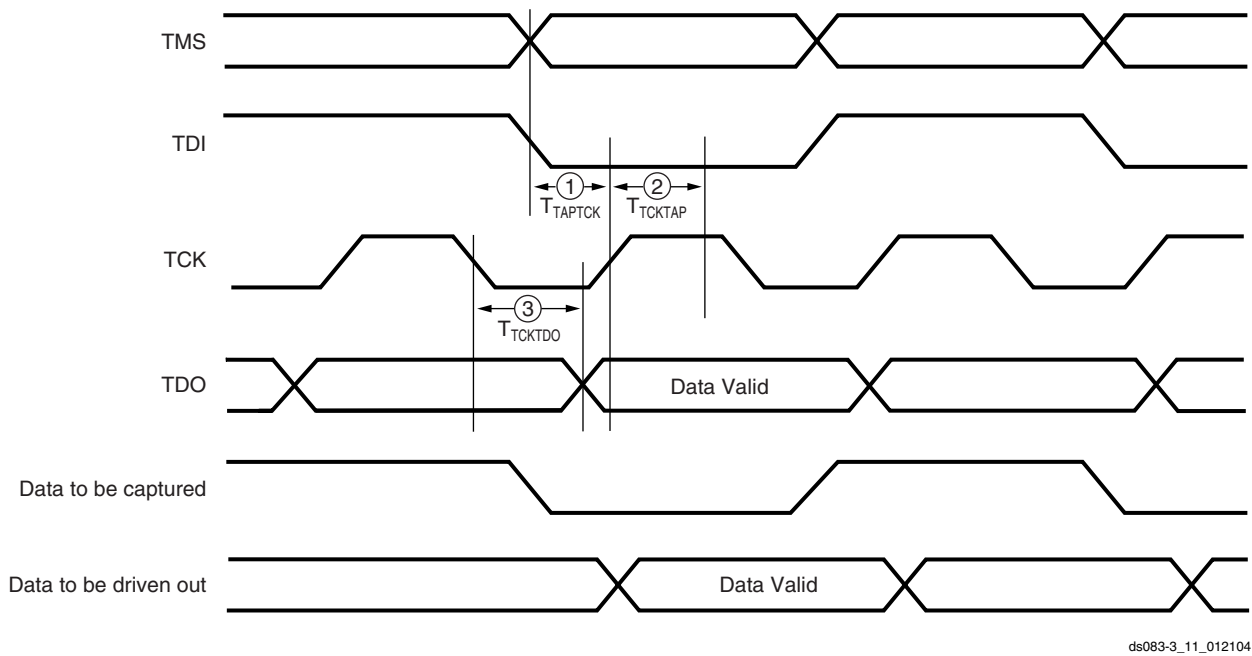 TMS
TDI
1
2
TTAPTCK
TTCKTAP
TCK
3
TTCKTDO
TDO
Data Valid
Data to be captured
Data to be driven out
Data Valid
ds083-3_11_012104